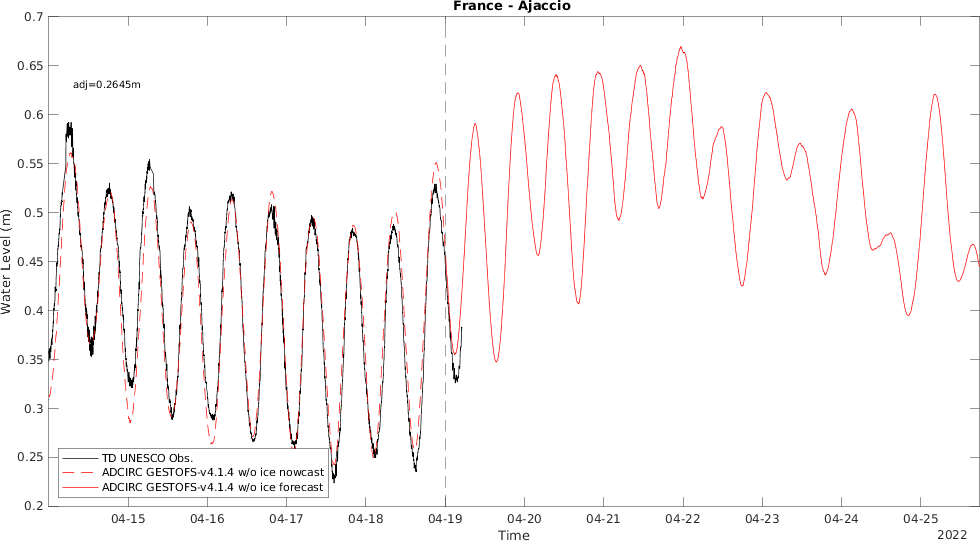 France - Ajaccio
0.7
0.65
0.6
0.55
0.5
0.45
0.4
0.35
0.3
0.25
0.2
Water Level (m)
adj=0.2645m
TD UNESCO Obs.
ADCIRC GESTOFS-v4.1.4 w/o ice nowcast
ADCIRC GESTOFS-v4.1.4 w/o ice forecast
04-15 04-16 04-17 04-18 04-19 04-20 04-21 04-22 04-23 04-24 04-25
Time 2022